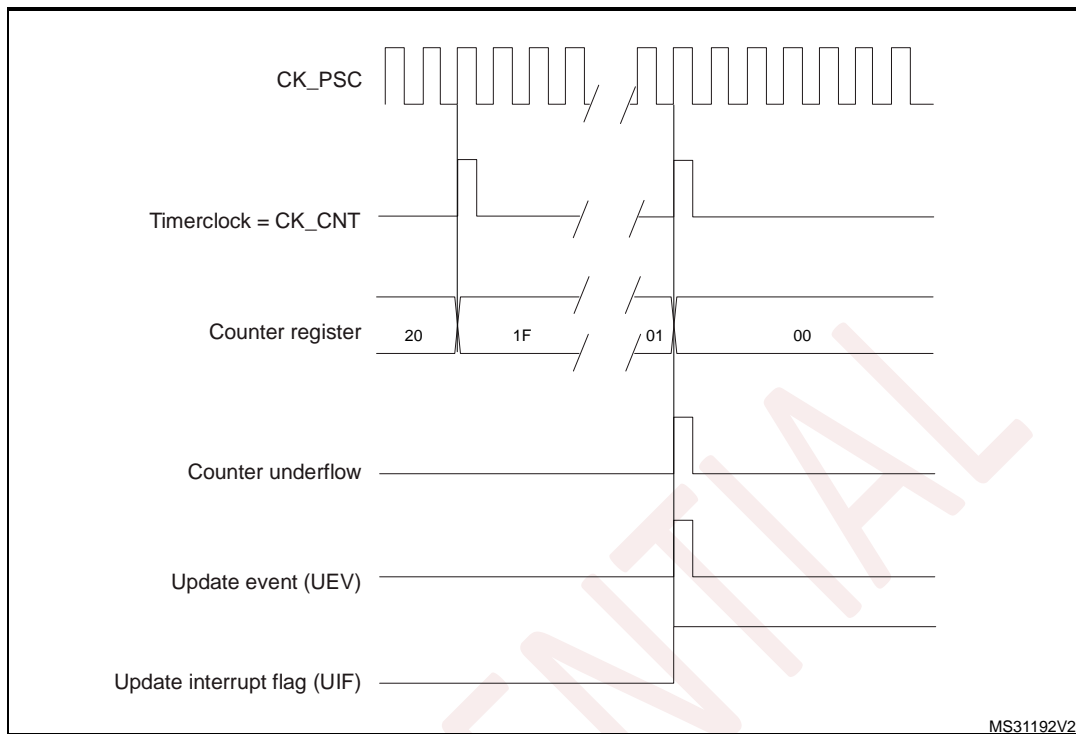 CK_PSC
Timerclock = CK_CNT
Counter register 20 1F 01 00
Counter underflow
Update event (UEV)
Update interrupt flag (UIF)
MS31192V2
ENTIAL